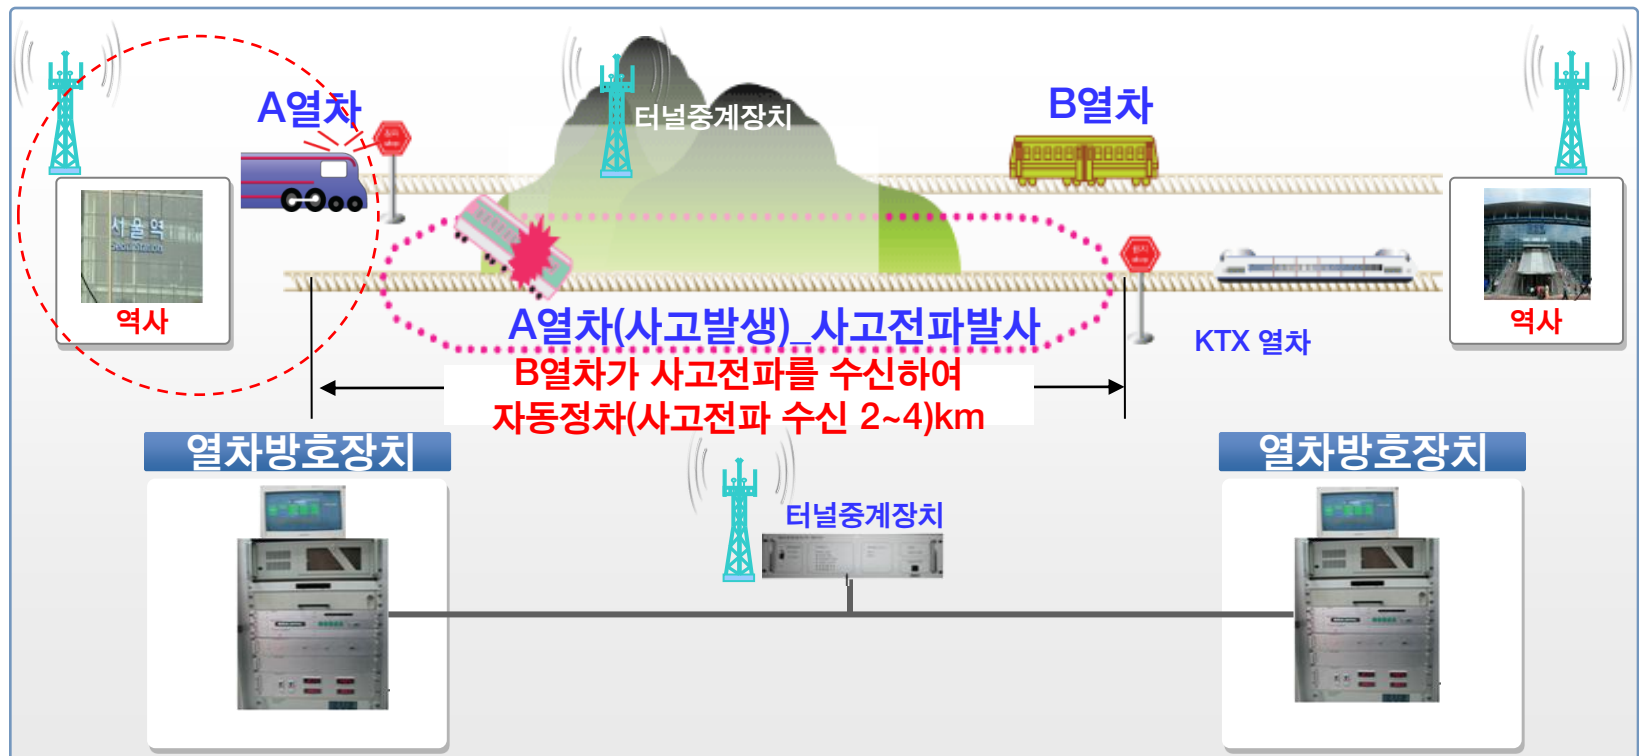 A열차
B열차
터널중계장치
서울역
Seoul Station
역사
역사
A열차(사고발생)_사고전파발사
KTX 열차
B열차가 사고전파를 수신하여
자동정차(사고전파 수신 2~4)km
열차방호장치
열차방호장치
터널중계장치